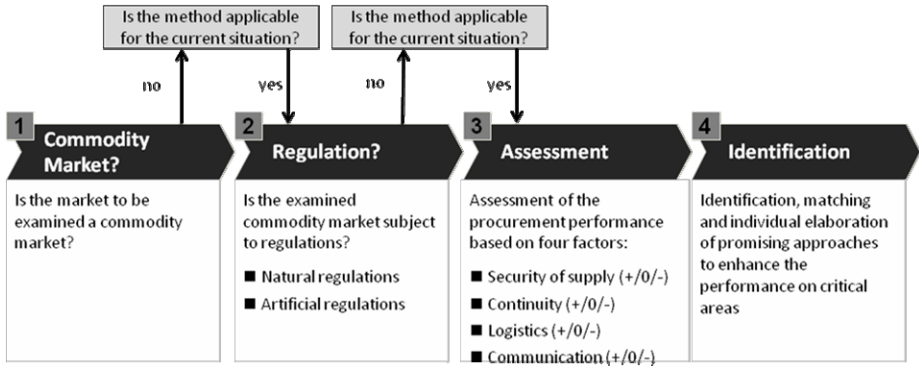 Is the method applicable
for the current situation?
Is the method applicable
for the current situation?
no
yes
no
yes
1
Commodity
Market?
2
Regulation?
3
Assessment
4
Identification
Is the market to be
examined a commodity
market?
Is the examined
commodity market subject
to regulations?
■ Natural regulations
■ Artificial regulations
Assessment of the
procurement performance
based on four factors:
■ Security of supply (+/0/-)
■ Continuity (+/0/-)
■ Logistics (+/0/-)
■ Communication (+/0/-)
Identification, matching
and individual elaboration
of promising approaches
to enhance the
performance on critical
areas